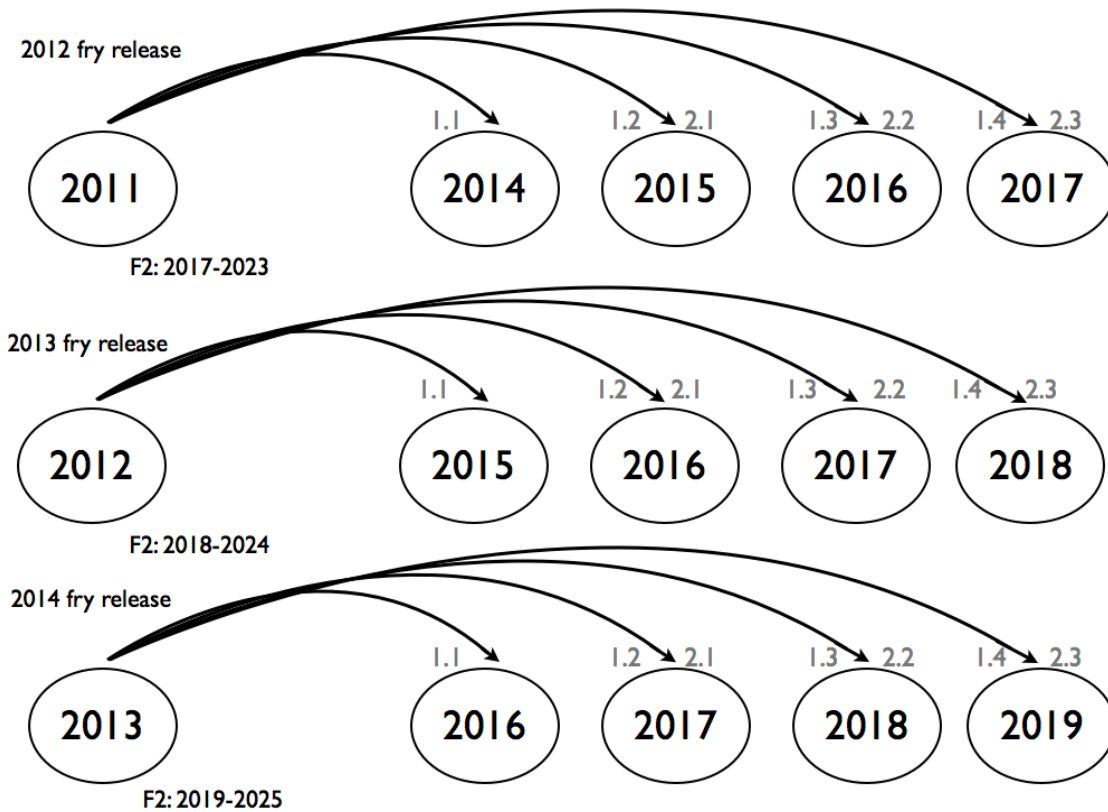 2012 fry release
1.1 1.2 2.1 1.3 2.2 1.4 2.3
2011 2014 2015 2016 2017
F2: 2017-2023
2013 fry release
1.1 1.2 2.1 1.3 2.2 1.4 2.3
2012 2015 2016 2017 2018
F2: 2018-2024
2014 fry release
1.1 1.2 2.1 1.3 2.2 1.4 2.3
2013 2016 2017 2018 2019
F2: 2019-2025